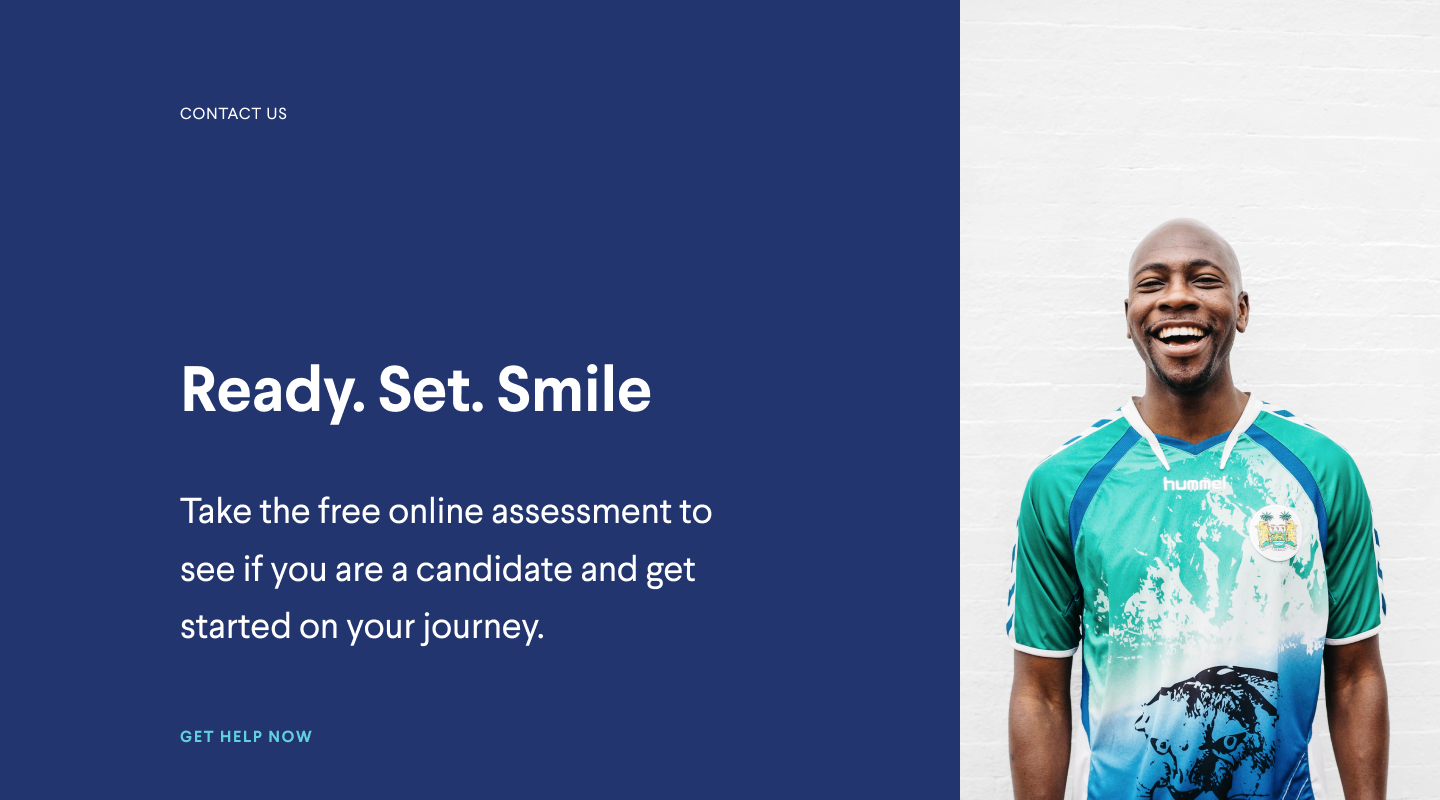 CONTACT US
Ready. Set. Smile
Take the free online assessment to
see if you are a candidate and get
started on your journey.
GET HELP NOW
hummel